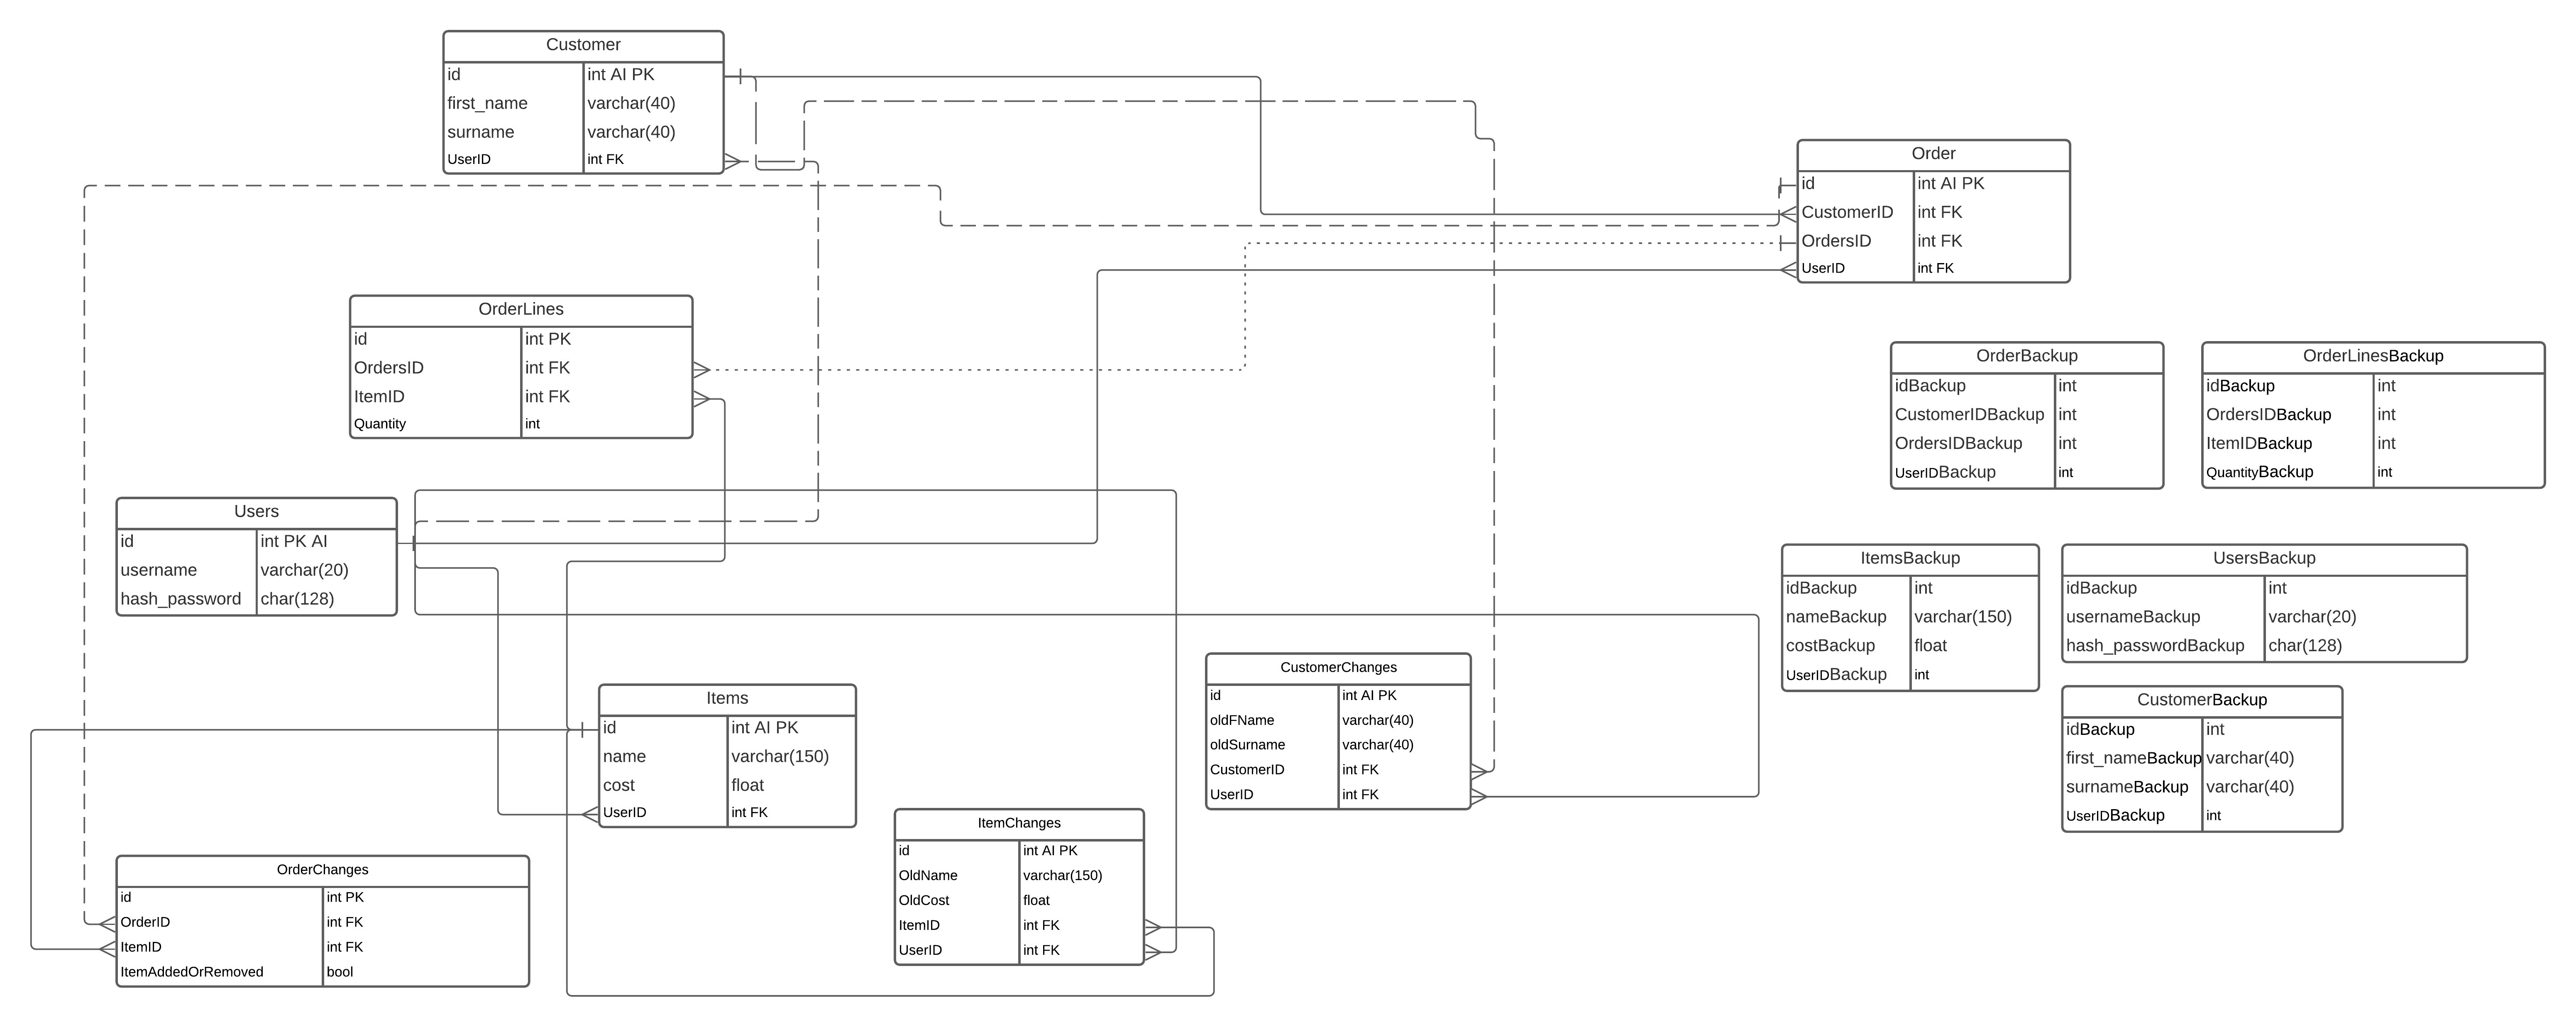 Customer
id int AI PK
first_name varchar(40)
surname varchar(40)
UserID int FK
Order
id int AI PK
CustomerID int FK
OrdersID int FK
UserID int FK
OrderLines
id int PK
OrdersID int FK
ItemID int FK
Quantity int
OrderBackup
idBackup int
CustomerIDBackup int
OrdersIDBackup int
UserIDBackup int
OrderLinesBackup
idBackup int
OrdersIDBackup int
ItemIDBackup int
QuantityBackup int
Users
id int PK AI
username varchar(20)
hash_password char(128)
ItemsBackup
idBackup int
nameBackup varchar(150)
costBackup float
UserIDBackup int
UsersBackup
idBackup int
usernameBackup varchar(20)
hash_passwordBackup char(128)
CustomerChanges
id int AI PK
oldFName varchar(40)
oldSurname varchar(40)
CustomerID int FK
UserID int FK
Items
id int AI PK
name varchar(150)
cost float
UserID int FK
CustomerBackup
idBackup int
first_nameBackup varchar(40)
surnameBackup varchar(40)
UserIDBackup int
ItemChanges
id int AI PK
OldName varchar(150)
OldCost float
ItemID int FK
UserID int FK
OrderChanges
id int PK
OrderID int FK
ItemID int FK
ItemAddedOrRemoved bool